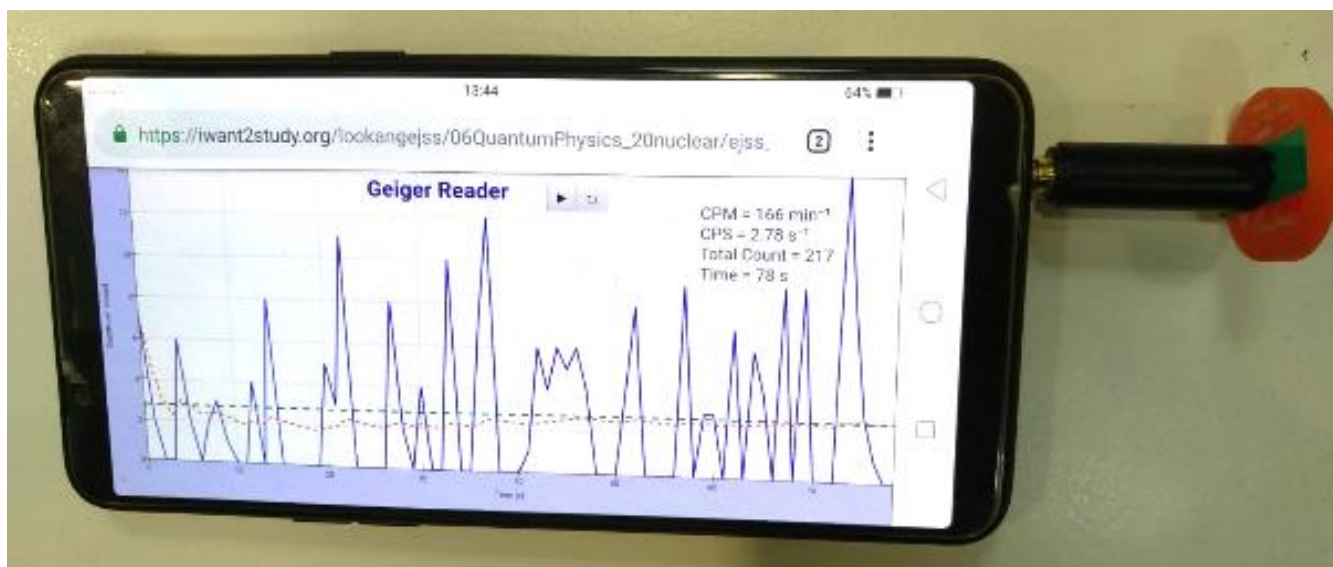 13:44
64%
https://iwant2study.org/lookangejss/06QuantumPhysics_20nuclear/ejss_
2
Geiger Reader
CPM = 166 min⁻¹
CPS = 2.78 s⁻¹
Total Count = 217
Time = 78 s